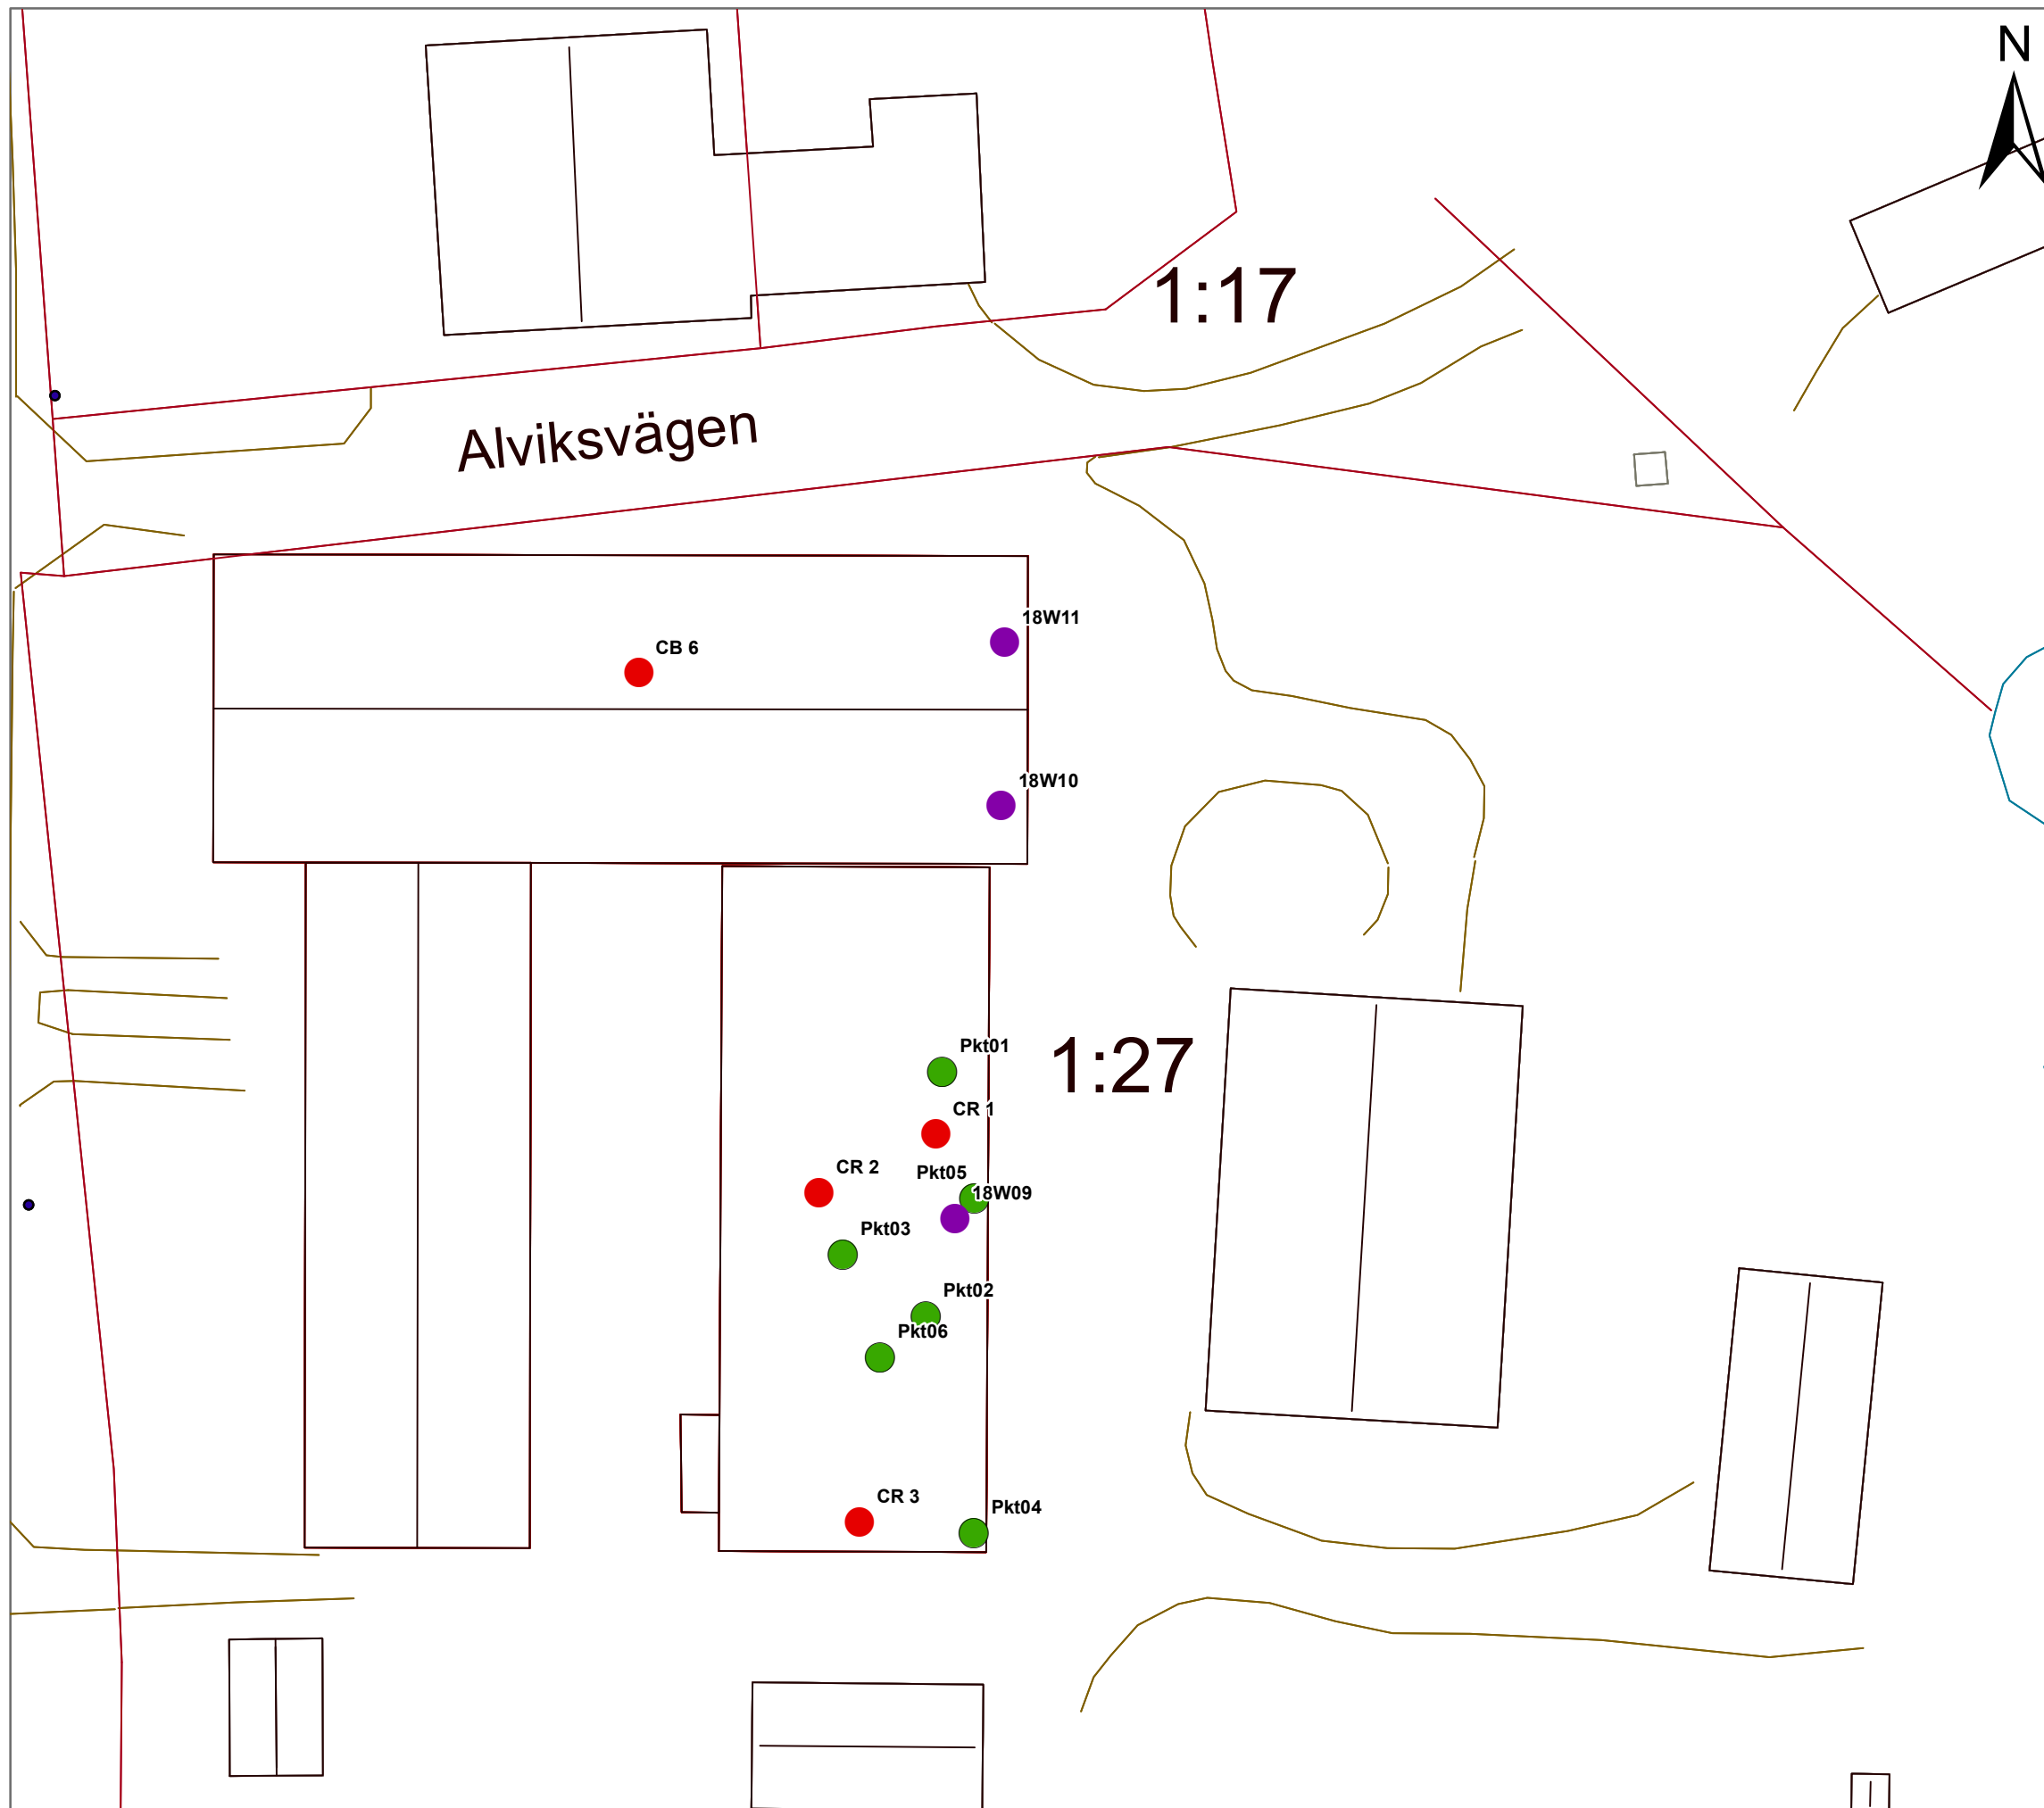 N
1:17
Alviksvägen
18W11
CB 6
18W10
Pkt01
1:27
CR 1
CR 2
Pkt05
18W09
Pkt03
Pkt02
Pkt06
CR 3
Pkt04